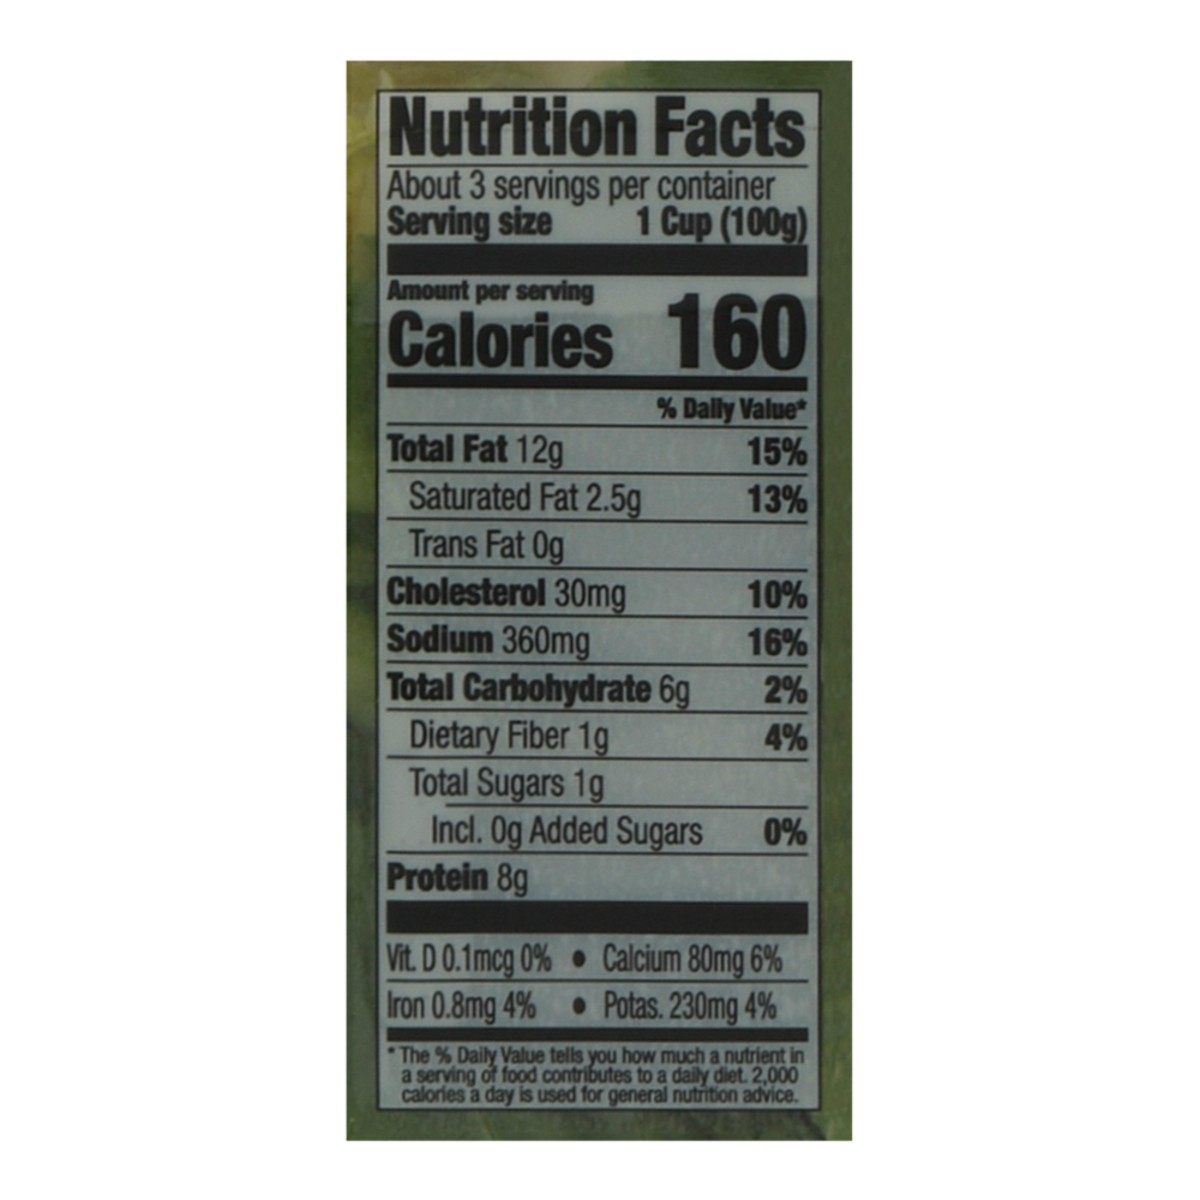 Nutrition Facts
About 3 servings per container
Serving size 1 Cup (100g)
Amount per serving
Calories 160
% Daily Value*
Total Fat 12g 15%
Saturated Fat 2.5g 13%
Trans Fat 0g
Cholesterol 30mg 10%
Sodium 360mg 16%
Total Carbohydrate 6g 2%
Dietary Fiber 1g 4%
Total Sugars 1g
Incl. 0g Added Sugars 0%
Protein 8g
Vit. D 0.1mcg 0% • Calcium 80mg 6%
Iron 0.8mg 4% • Potas. 230mg 4%
* The % Daily Value tells you how much a nutrient in
a serving of food contributes to a daily diet. 2,000
calories a day is used for general nutrition advice.